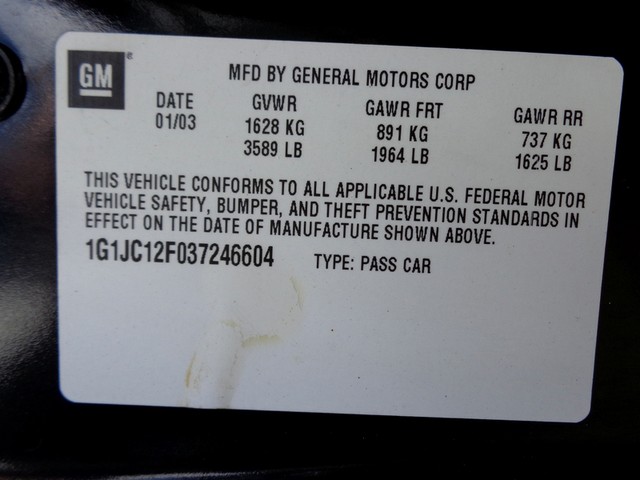 GM®
MFD BY GENERAL MOTORS CORP
DATE GVWR GAWR FRT GAWR RR
01/03 1628 KG 891 KG 737 KG
3589 LB 1964 LB 1625 LB
THIS VEHICLE CONFORMS TO ALL APPLICABLE U.S. FEDERAL MOTOR
VEHICLE SAFETY, BUMPER, AND THEFT PREVENTION STANDARDS IN
EFFECT ON THE DATE OF MANUFACTURE SHOWN ABOVE.
1G1JC12F037246604 TYPE: PASS CAR